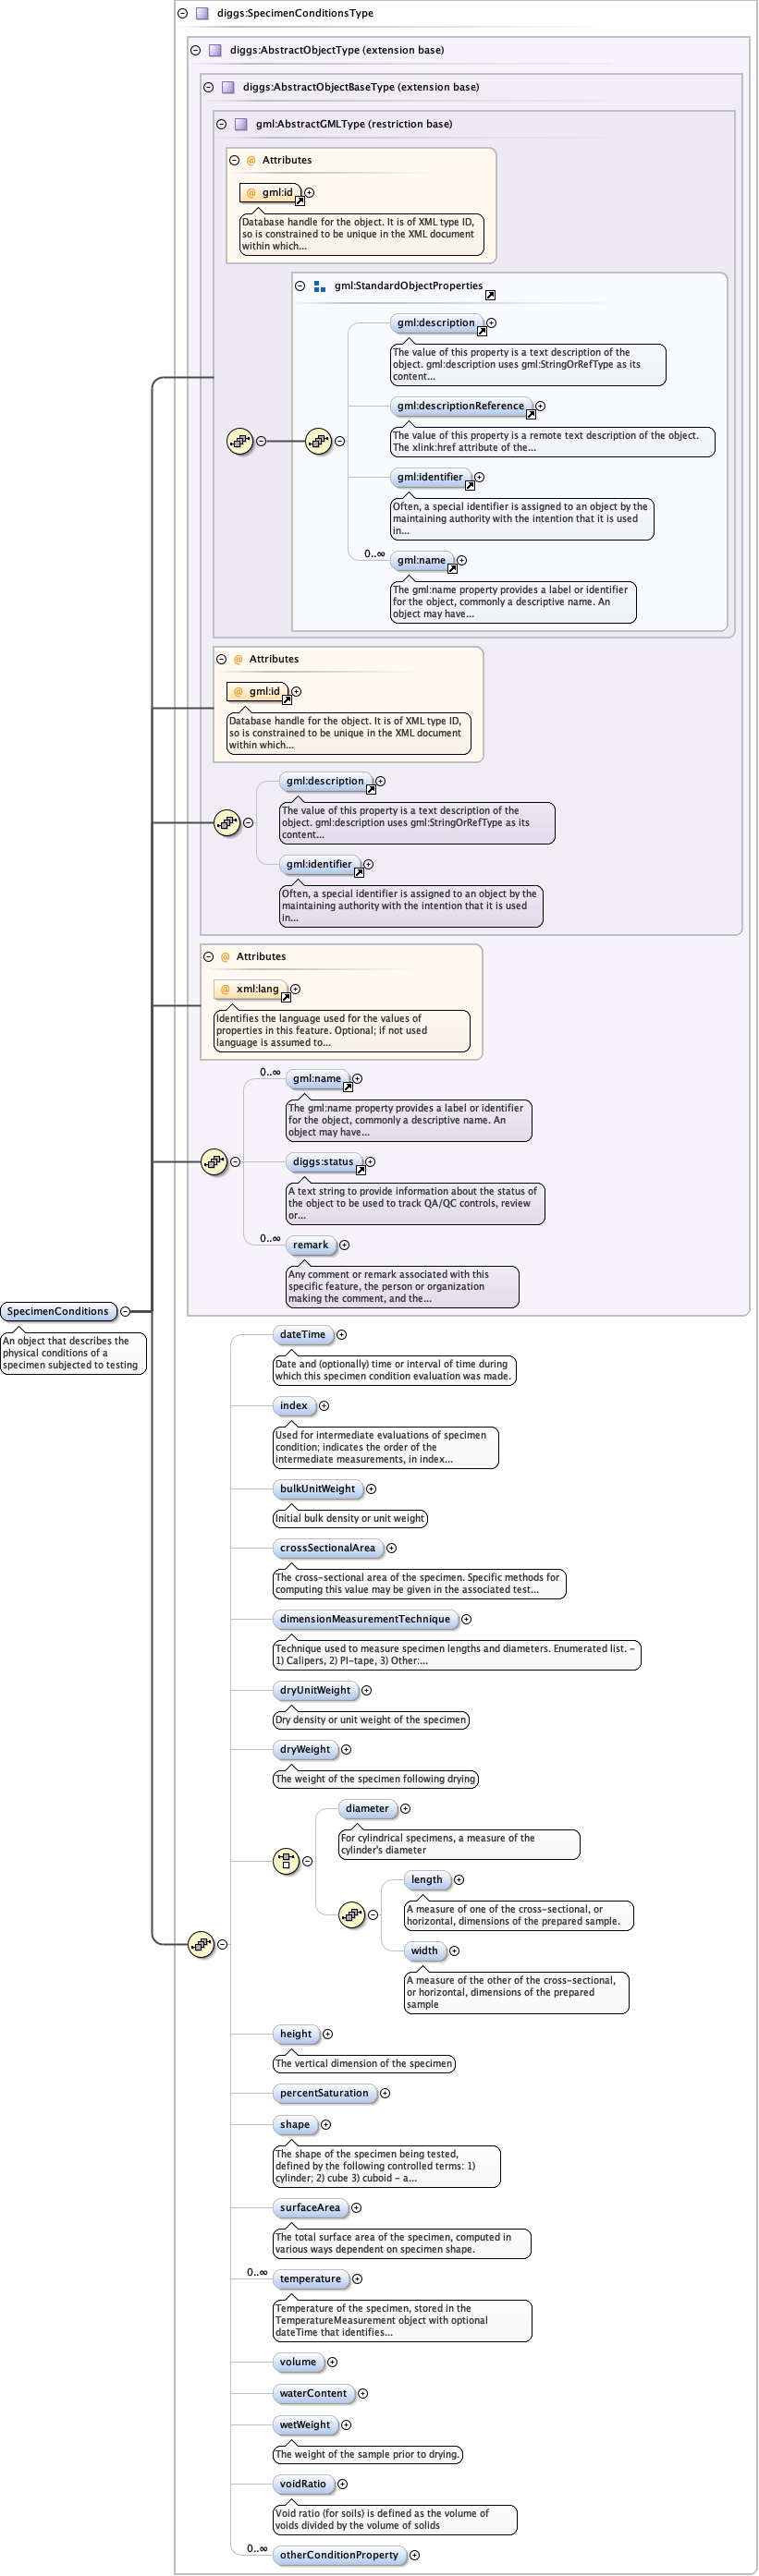 diggs:SpecimenConditionsType
diggs:AbstractObjectType (extension base)
diggs:AbstractObjectBaseType (extension base)
gml:AbstractGMLType (restriction base)
@ Attributes
@ gml:id
Database handle for the object. It is of XML type ID,
so is constrained to be unique in the XML document
within which...
gml:StandardObjectProperties
gml:description
The value of this property is a text description of the
object. gml:description uses gml:StringOrRefType as its
content...
gml:descriptionReference
The value of this property is a remote text description of the object.
The xlink:href attribute of the...
gml:identifier
Often, a special identifier is assigned to an object by the
maintaining authority with the intention that it is used
in...
0..∞
gml:name
The gml:name property provides a label or identifier
for the object, commonly a descriptive name. An
object may have...
@ Attributes
@ gml:id
Database handle for the object. It is of XML type ID,
so is constrained to be unique in the XML document
within which...
gml:description
The value of this property is a text description of the
object. gml:description uses gml:StringOrRefType as its
content...
gml:identifier
Often, a special identifier is assigned to an object by the
maintaining authority with the intention that it is used
in...
@ Attributes
@ xml:lang
Identifies the language used for the values of
properties in this feature. Optional; if not used
language is assumed to...
0..∞
gml:name
The gml:name property provides a label or identifier
for the object, commonly a descriptive name. An
object may have...
diggs:status
A text string to provide information about the status of
the object to be used to track QA/QC controls, review
or...
0..∞
remark
Any comment or remark associated with this
specific feature, the person or organization
making the comment, and the...
SpecimenConditions
An object that describes the
physical conditions of a
specimen subjected to testing
dateTime
Date and (optionally) time or interval of time during
which this specimen condition evaluation was made.
index
Used for intermediate evaluations of specimen
condition; indicates the order of the
intermediate measurements, in index...
bulkUnitWeight
Initial bulk density or unit weight
crossSectionalArea
The cross-sectional area of the specimen. Specific methods for
computing this value may be given in the associated test...
dimensionMeasurementTechnique
Technique used to measure specimen lengths and diameters. Enumerated list. -
1) Calipers, 2) PI-tape, 3) Other:...
dryUnitWeight
Dry density or unit weight of the specimen
dryWeight
The weight of the specimen following drying
diameter
For cylindrical specimens, a measure of the
cylinder's diameter
length
A measure of one of the cross-sectional, or
horizontal, dimensions of the prepared sample.
width
A measure of the other of the cross-sectional,
or horizontal, dimensions of the prepared
sample
height
The vertical dimension of the specimen
percentSaturation
shape
The shape of the specimen being tested,
defined by the following controlled terms: 1)
cylinder; 2) cube 3) cuboid - a...
surfaceArea
The total surface area of the specimen, computed in
various ways dependent on specimen shape.
0..∞
temperature
Temperature of the specimen, stored in the
TemperatureMeasurement object with optional
dateTime that identifies...
volume
waterContent
wetWeight
The weight of the sample prior to drying.
voidRatio
Void ratio (for soils) is defined as the volume of
voids divided by the volume of solids
0..∞
otherConditionProperty